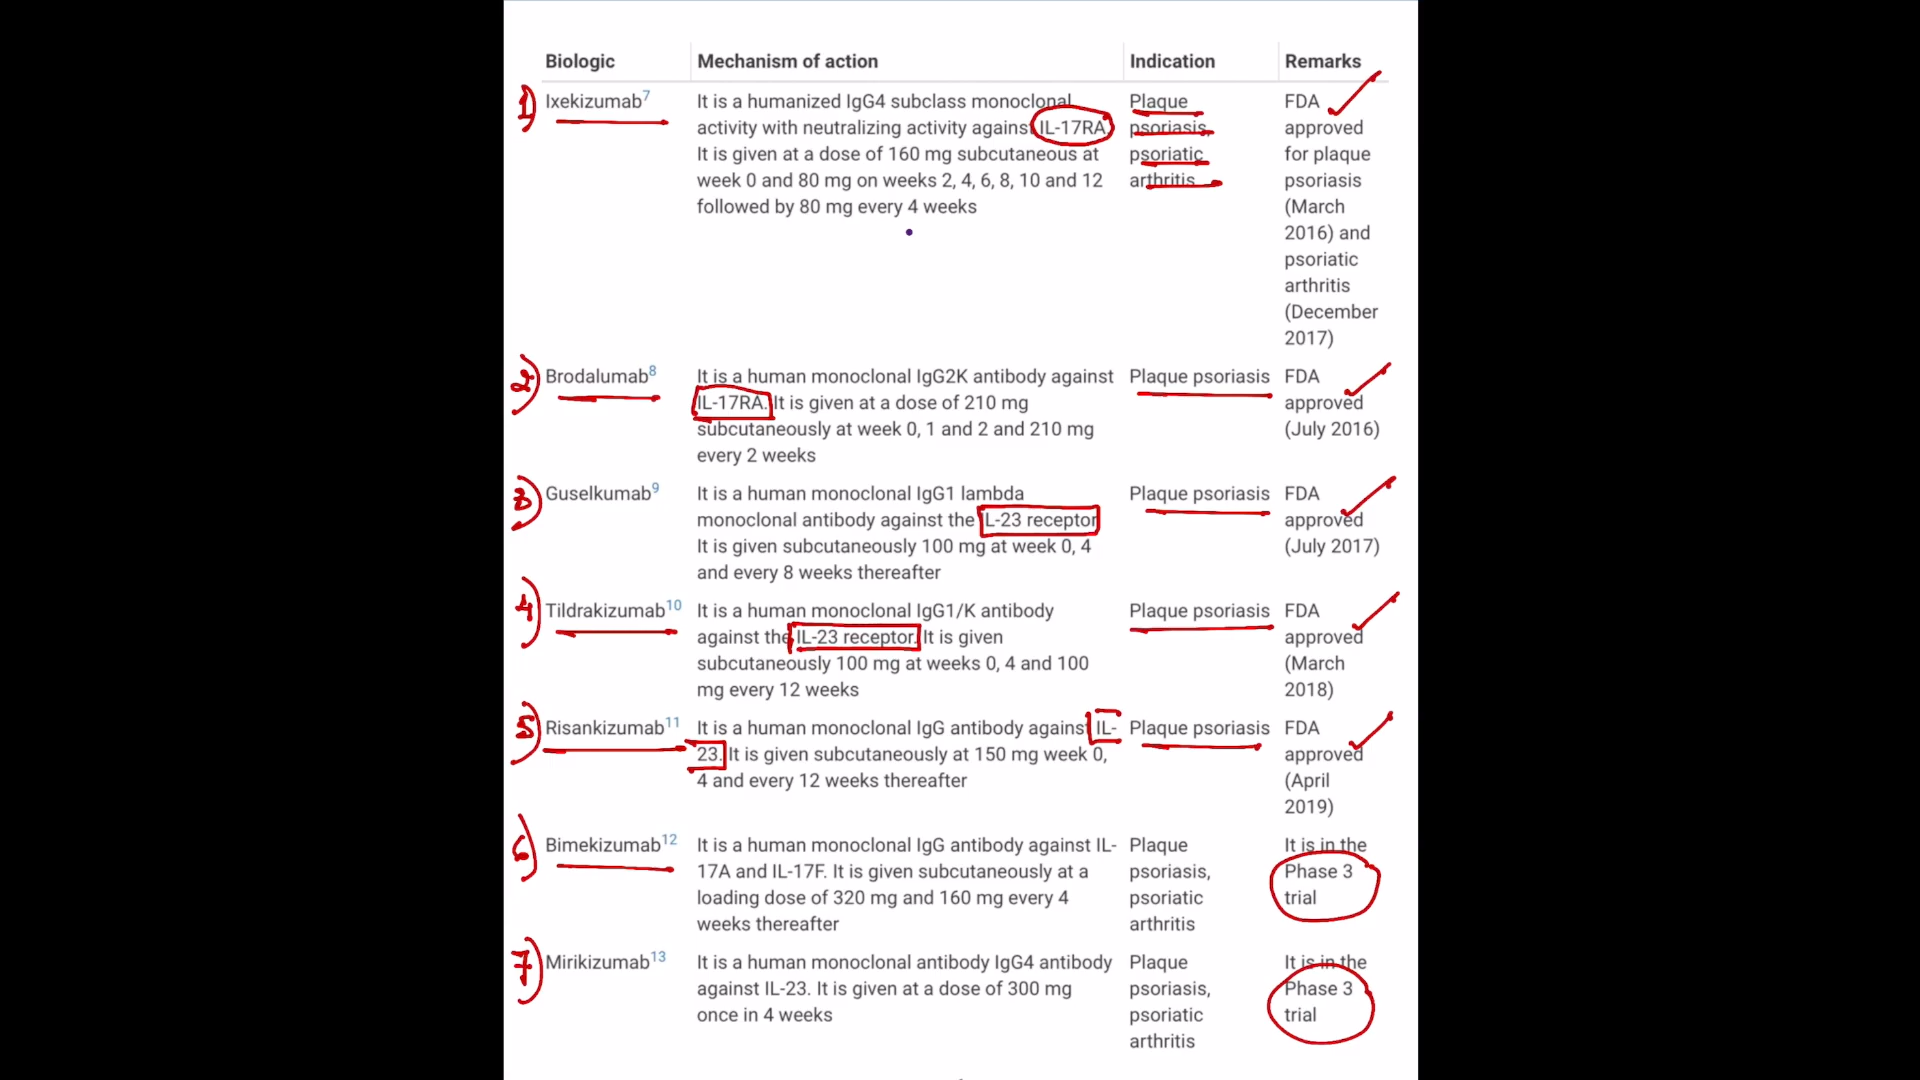 Biologic Mechanism of action Indication Remarks
1) Ixekizumab7 It is a humanized IgG4 subclass monoclonal Plaque FDA
activity with neutralizing activity against IL-17RA. psoriasis, approved
It is given at a dose of 160 mg subcutaneous at psoriatic for plaque
week 0 and 80 mg on weeks 2, 4, 6, 8, 10 and 12 arthritis psoriasis
followed by 80 mg every 4 weeks (March
2016) and
psoriatic
arthritis
(December
2017)
2) Brodalumab8 It is a human monoclonal IgG2K antibody against Plaque psoriasis FDA
IL-17RA. It is given at a dose of 210 mg approved
subcutaneously at week 0, 1 and 2 and 210 mg (July 2016)
every 2 weeks
3) Guselkumab9 It is a human monoclonal IgG1 lambda Plaque psoriasis FDA
monoclonal antibody against the IL-23 receptor approved
It is given subcutaneously 100 mg at week 0, 4 (July 2017)
and every 8 weeks thereafter
4) Tildrakizumab10 It is a human monoclonal IgG1/K antibody Plaque psoriasis FDA
against the IL-23 receptor. It is given approved
subcutaneously 100 mg at weeks 0, 4 and 100 (March
mg every 12 weeks 2018)
5) Risankizumab11 It is a human monoclonal IgG antibody against IL- Plaque psoriasis FDA
23. It is given subcutaneously at 150 mg week 0, approved
4 and every 12 weeks thereafter (April
2019)
6) Bimekizumab12 It is a human monoclonal IgG antibody against IL- Plaque It is in the
17A and IL-17F. It is given subcutaneously at a psoriasis, Phase 3
loading dose of 320 mg and 160 mg every 4 psoriatic trial
weeks thereafter arthritis
7) Mirikizumab13 It is a human monoclonal antibody IgG4 antibody Plaque It is in the
against IL-23. It is given at a dose of 300 mg psoriasis, Phase 3
once in 4 weeks psoriatic trial
arthritis